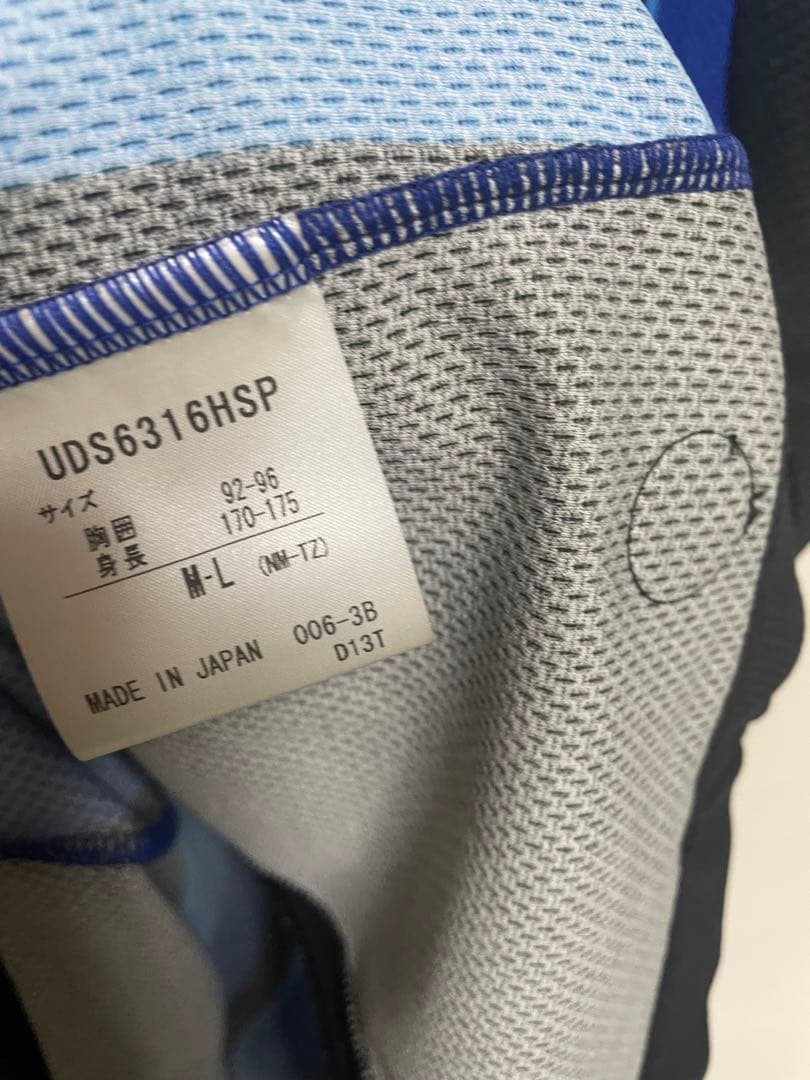 UDS6316HSP
サイズ
胸囲 92-96
身長 170-175
M-L (NM-TZ)
MADE IN JAPAN 006-3B
D13T